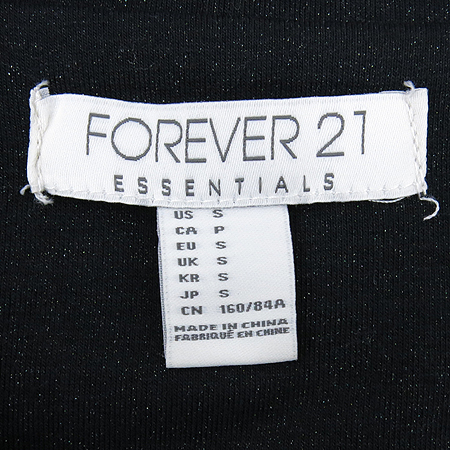 FOREVER 21
ESSENTIALS
US S
CA P
EU S
UK S
KR S
JP S
CN 160/84A
MADE IN CHINA
FABRIQUÉ EN CHINE